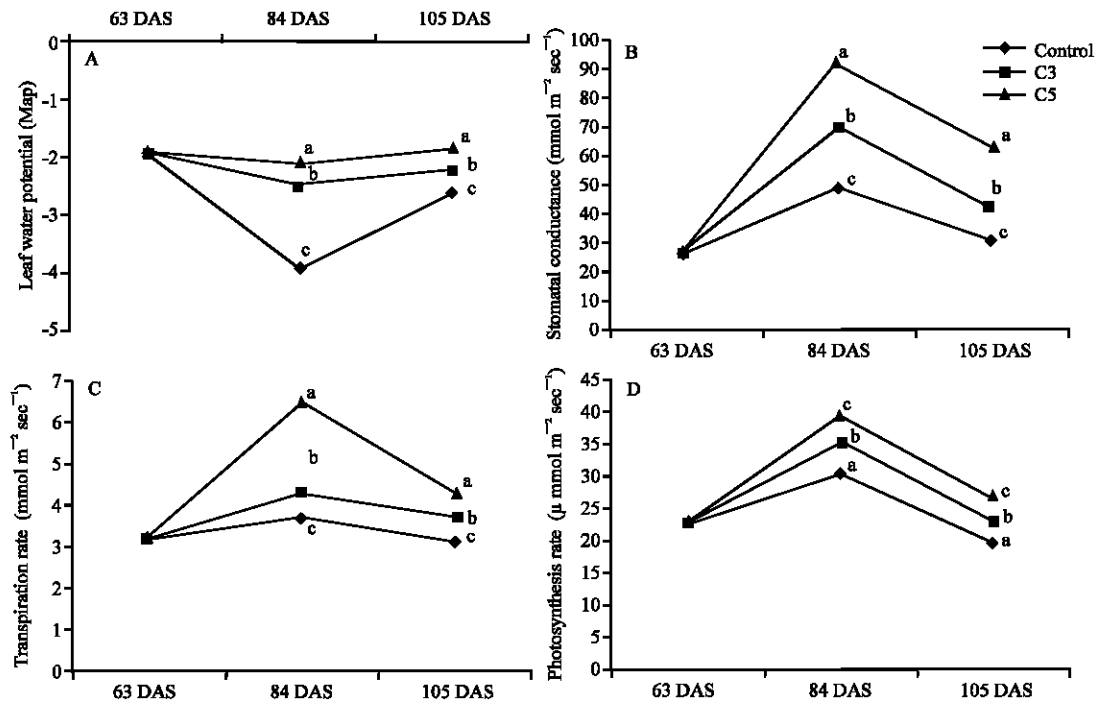 63 DAS 84 DAS 105 DAS
A
0
-1
-2
-3
-4
-5
Leaf water potential (Map)
a
b
c
a
b
c
B
100
90
80
70
60
50
40
30
20
10
0
Stomatal conductance (mmol m⁻² sec⁻¹)
a
b
c
a
b
c
Control
C3
C5
63 DAS 84 DAS 105 DAS
C
7
6
5
4
3
2
1
0
Transpiration rate (mmol m⁻² sec⁻¹)
a
b
c
a
b
c
63 DAS 84 DAS 105 DAS
D
45
40
35
30
25
20
15
10
5
0
Photosynthesis rate (μ mmol m⁻² sec⁻¹)
c
b
a
c
b
a
63 DAS 84 DAS 105 DAS